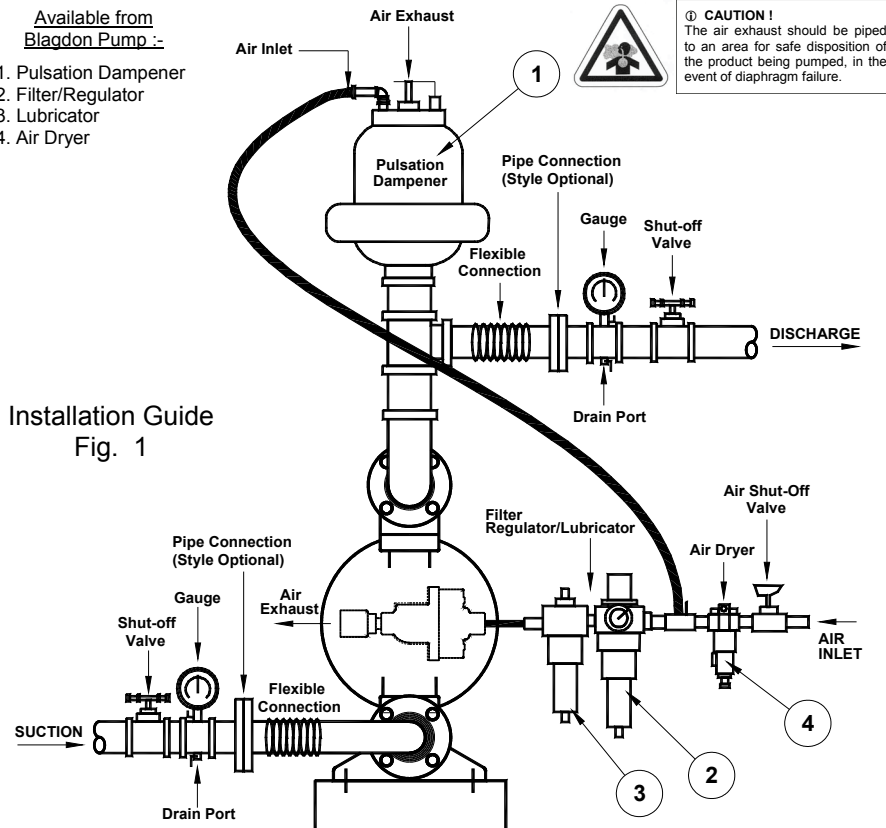 Available from
Blagdon Pump :-
1. Pulsation Dampener
2. Filter/Regulator
3. Lubricator
4. Air Dryer
Air Exhaust
Air Inlet
1
ⓘ CAUTION !
The air exhaust should be piped
to an area for safe disposition of
the product being pumped, in the
event of diaphragm failure.
Pulsation
Dampener
Pipe Connection
(Style Optional)
Gauge
Shut-off
Valve
Flexible
Connection
DISCHARGE
Drain Port
Installation Guide
Fig. 1
Filter
Regulator/Lubricator
Air Shut-Off
Valve
Air Dryer
Pipe Connection
(Style Optional)
Air
Exhaust
Gauge
Shut-off
Valve
AIR
INLET
Flexible
Connection
SUCTION
4
2
3
Drain Port